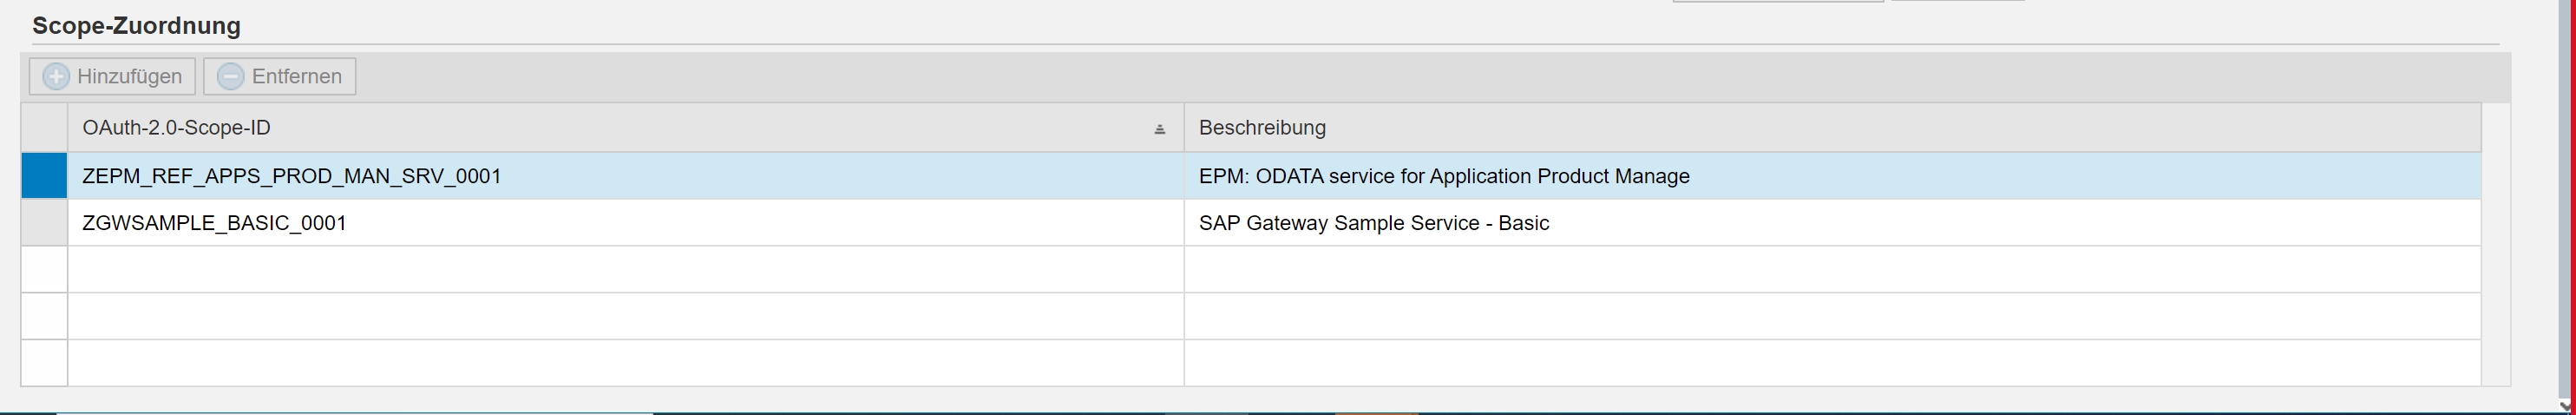 Scope-Zuordnung
Hinzufügen Entfernen
OAuth-2.0-Scope-ID Beschreibung
ZEPM_REF_APPS_PROD_MAN_SRV_0001 EPM: ODATA service for Application Product Manage
ZGWSAMPLE_BASIC_0001 SAP Gateway Sample Service - Basic